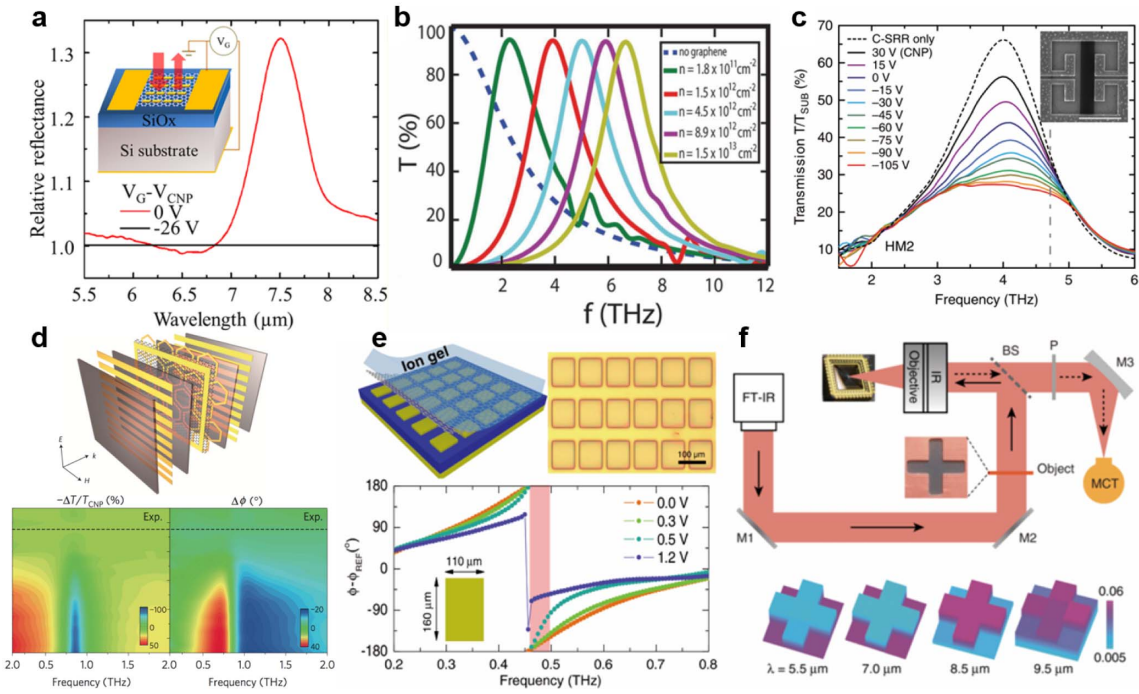 a
V_G
SiOx
Si substrate
V_G-V_CNP
0 V
-26 V
Relative reflectance
1.3
1.2
1.1
1.0
5.5 6.0 6.5 7 7.5 8 8.5
Wavelength (µm)
b
no graphene
n = 1.8 x 10^11 cm^-2
n = 1.5 x 10^12 cm^-2
n = 4.5 x 10^12 cm^-2
n = 8.9 x 10^12 cm^-2
n = 1.5 x 10^13 cm^-2
T (%)
100
80
60
40
20
0
0 2 4 6 8 10 12
f (THz)
c
C-SRR only
30 V (CNP)
15 V
0 V
−15 V
−30 V
−45 V
−60 V
−75 V
−90 V
−105 V
HM2
Transmission T/T_SUB (%)
70
60
50
40
30
20
10
2 3 4 5 6
Frequency (THz)
d
E
k
H
−ΔT/T_CNP (%)
Δϕ (°)
Exp.
Exp.
−100
50
−20
10
2.0 1.0 1.0 2.0 0.5 1.0 1.5 2.0
Frequency (THz)
Frequency (THz)
e
Ion gel
100 µm
180
90
0
-90
-180
ϕ-ϕ_REF(°)
0.0 V
0.3 V
0.5 V
1.2 V
110 µm
160 µm
0.2 0.3 0.4 0.5 0.6 0.7 0.8
Frequency (THz)
f
FT-IR
Objective
IR
BS
P
M3
Object
MCT
M1
M2
0.06
0.005
λ = 5.5 µm
7.0 µm
8.5 µm
9.5 µm